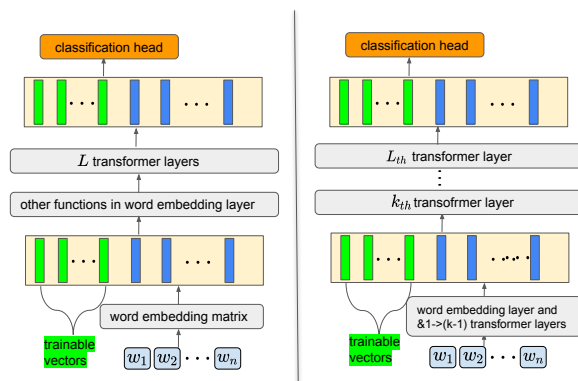 classification head
L transformer layers
other functions in word embedding layer
word embedding matrix
trainable
vectors
w1 w2 ... wn
classification head
Lth transformer layer
kth transofrmer layer
word embedding layer and
&1->(k-1) transformer layers
trainable
vectors
w1 w2 ... wn